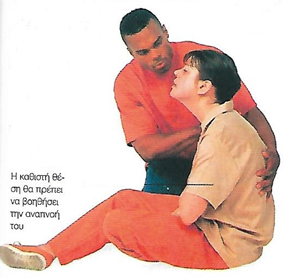 Η καθιστή θέ-
ση θα πρέπει
να βοηθήσει
την αναπνοή
του